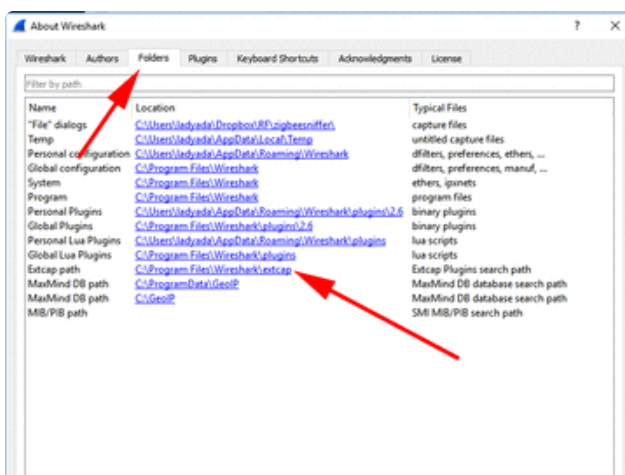 About Wireshark
Wireshark Authors Folders Plugins Keyboard Shortcuts Acknowledgments License
Filter by path
Name Location Typical Files
"File" dialogs C:\Users\ladyada\Dropbox\RF\zigbeesniffer\ capture files
Temp C:\Users\ladyada\AppData\Local\Temp untitled capture files
Personal configuration C:\Users\ladyada\AppData\Roaming\Wireshark dfilters, preferences, ethers, ...
Global configuration C:\Program Files\Wireshark dfilters, preferences, manuf, ...
System C:\Program Files\Wireshark ethers, ipxnets
Program C:\Program Files\Wireshark program files
Personal Plugins C:\Users\ladyada\AppData\Roaming\Wireshark\plugins\2.6 binary plugins
Global Plugins C:\Program Files\Wireshark\plugins\2.6 binary plugins
Personal Lua Plugins C:\Users\ladyada\AppData\Roaming\Wireshark\plugins lua scripts
Global Lua Plugins C:\Program Files\Wireshark\plugins lua scripts
Extcap path C:\Program Files\Wireshark\extcap Extcap Plugins search path
MaxMind DB path C:\ProgramData\GeoIP MaxMind DB database search path
MaxMind DB path C:\GeoIP MaxMind DB database search path
MIB/PIB path SMI MIB/PIB search path